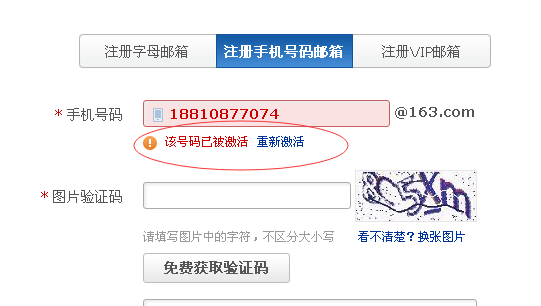 注册字母邮箱 注册手机号码邮箱 注册VIP邮箱
* 手机号码 18810877074 @163.com
该号码已被激活 重新激活
* 图片验证码
请填写图片中的字符，不区分大小写 看不清楚？换张图片
免费获取验证码